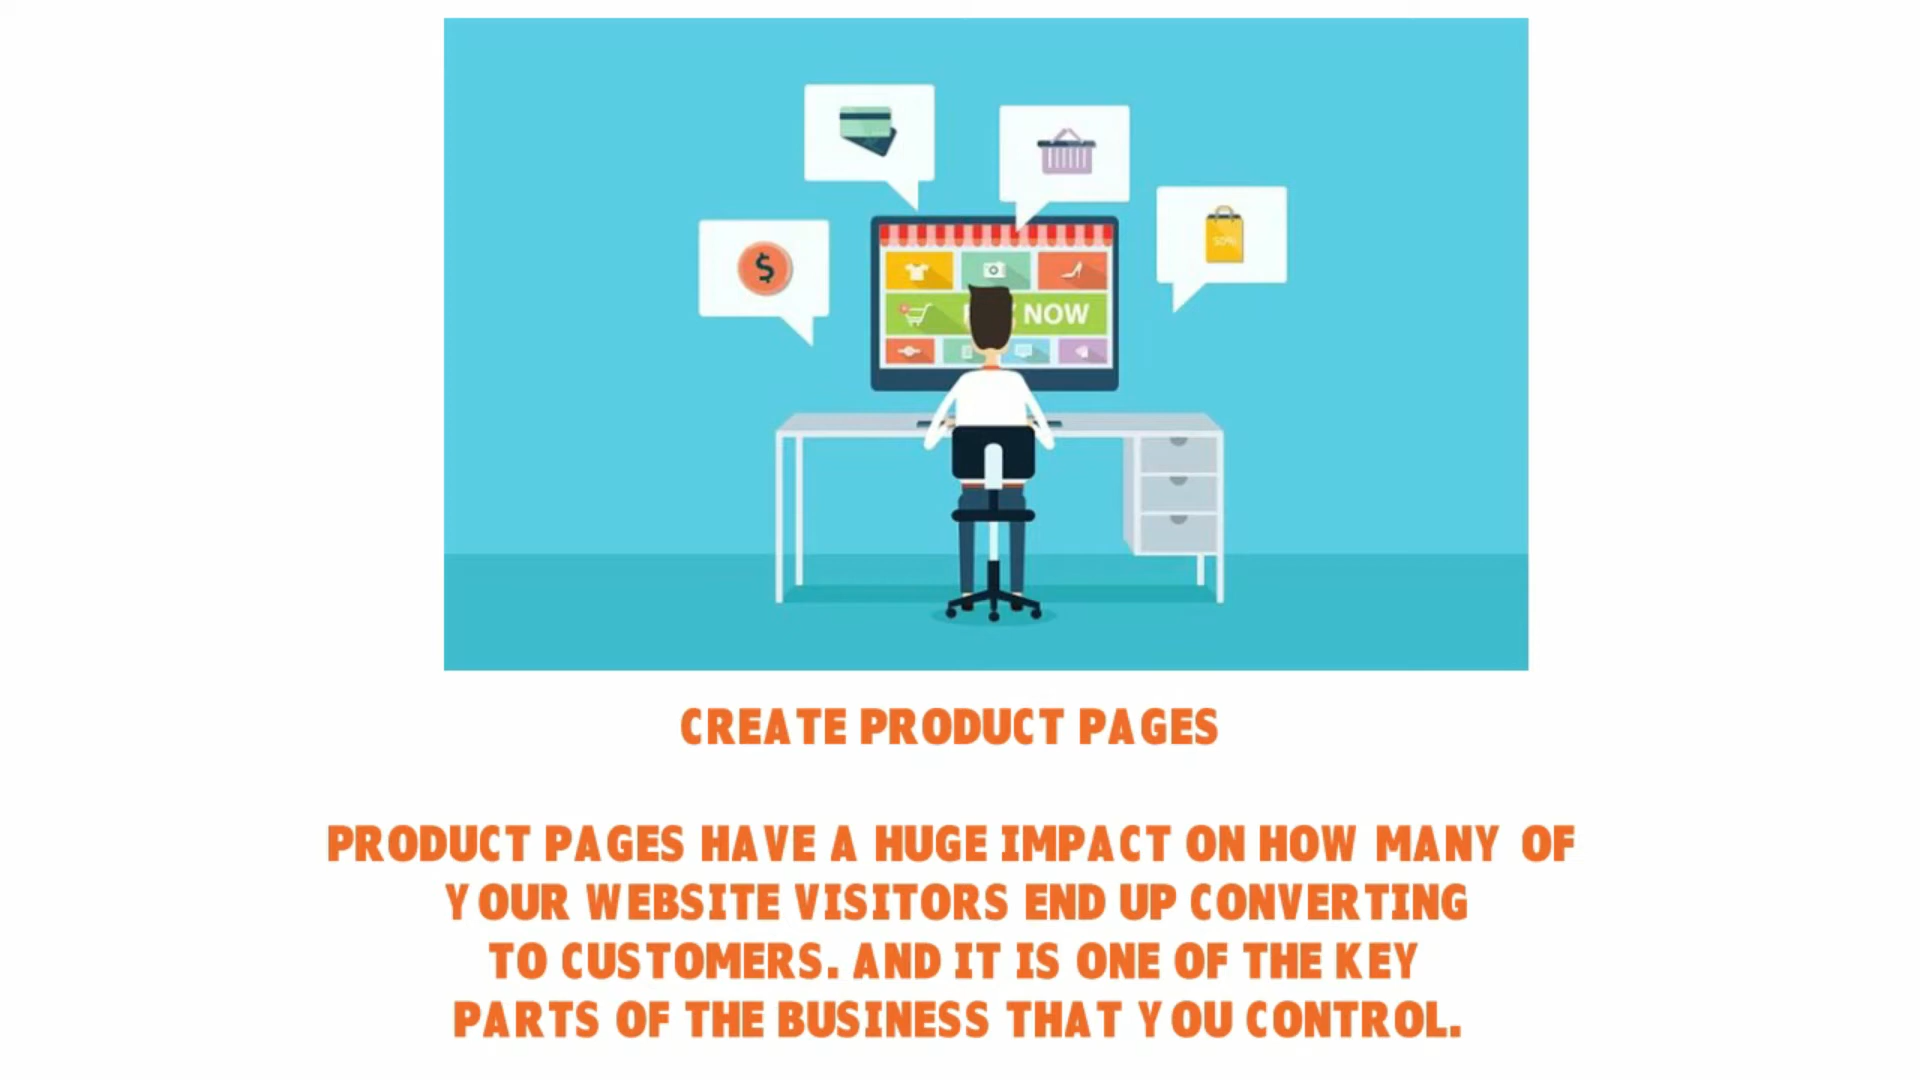 50%
NOW
CREATE PRODUCT PAGES
PRODUCT PAGES HAVE A HUGE IMPACT ON HOW MANY OF
YOUR WEBSITE VISITORS END UP CONVERTING
TO CUSTOMERS. AND IT IS ONE OF THE KEY
PARTS OF THE BUSINESS THAT YOU CONTROL.